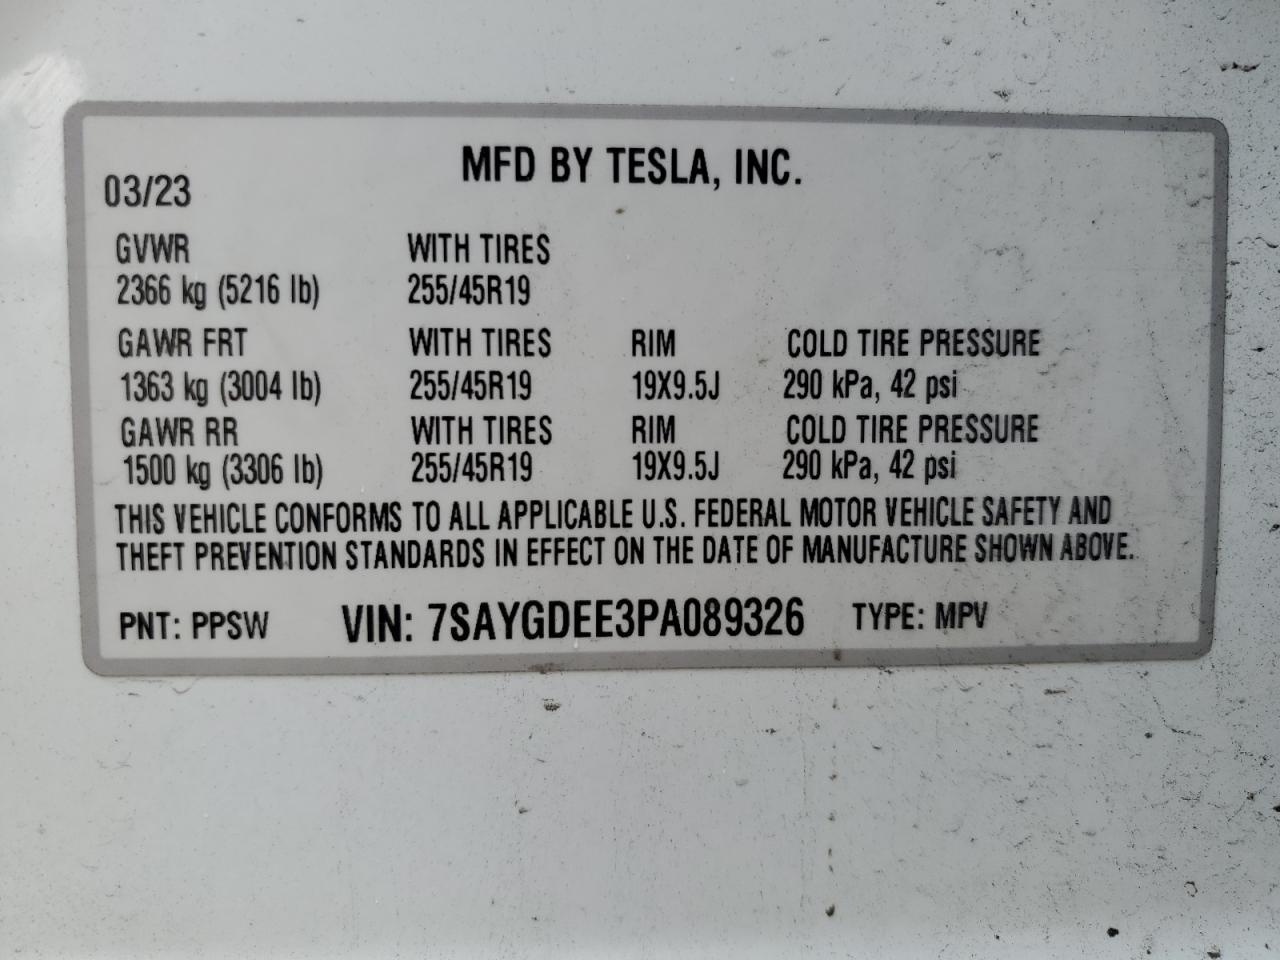 MFD BY TESLA, INC.
03/23
GVWR WITH TIRES
2366 kg (5216 lb) 255/45R19
GAWR FRT WITH TIRES RIM COLD TIRE PRESSURE
1363 kg (3004 lb) 255/45R19 19X9.5J 290 kPa, 42 psi
GAWR RR WITH TIRES RIM COLD TIRE PRESSURE
1500 kg (3306 lb) 255/45R19 19X9.5J 290 kPa, 42 psi
THIS VEHICLE CONFORMS TO ALL APPLICABLE U.S. FEDERAL MOTOR VEHICLE SAFETY AND
THEFT PREVENTION STANDARDS IN EFFECT ON THE DATE OF MANUFACTURE SHOWN ABOVE.
PNT: PPSW VIN: 7SAYGDEE3PA089326 TYPE: MPV